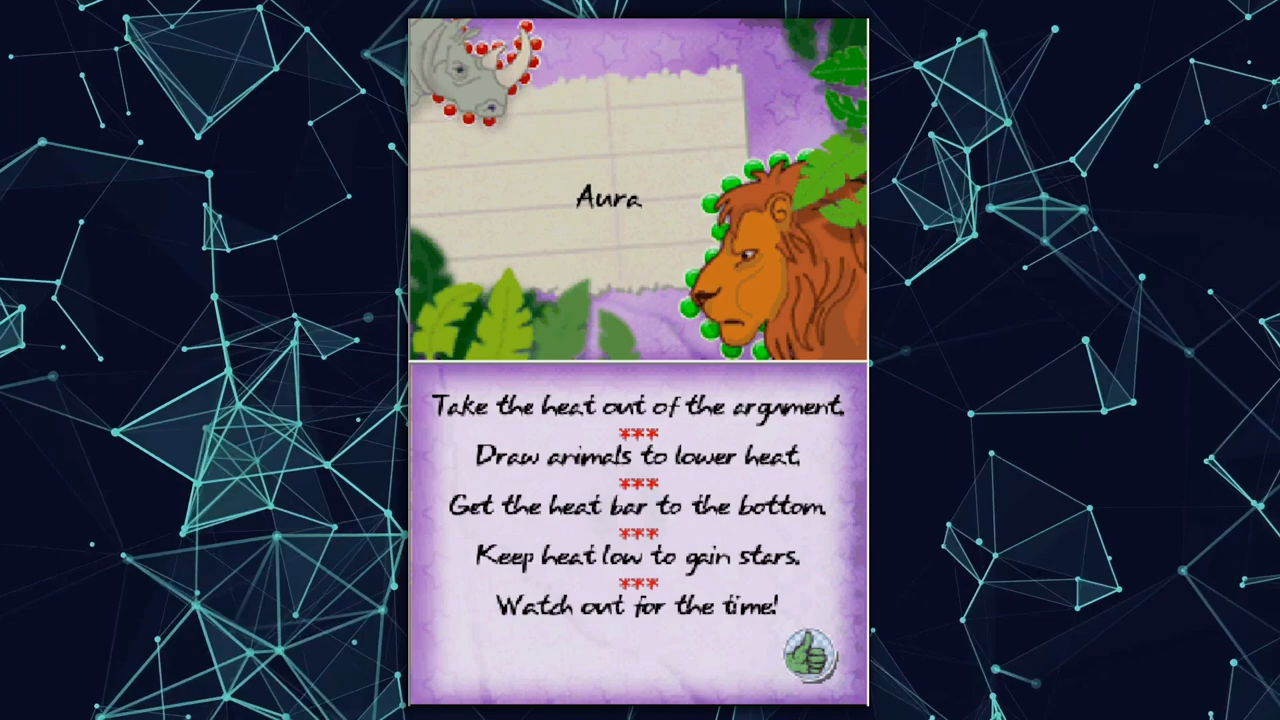 Aura
Take the heat out of the argument.
***
Draw animals to lower heat.
***
Get the heat bar to the bottom.
***
Keep heat low to gain stars.
***
Watch out for the time!